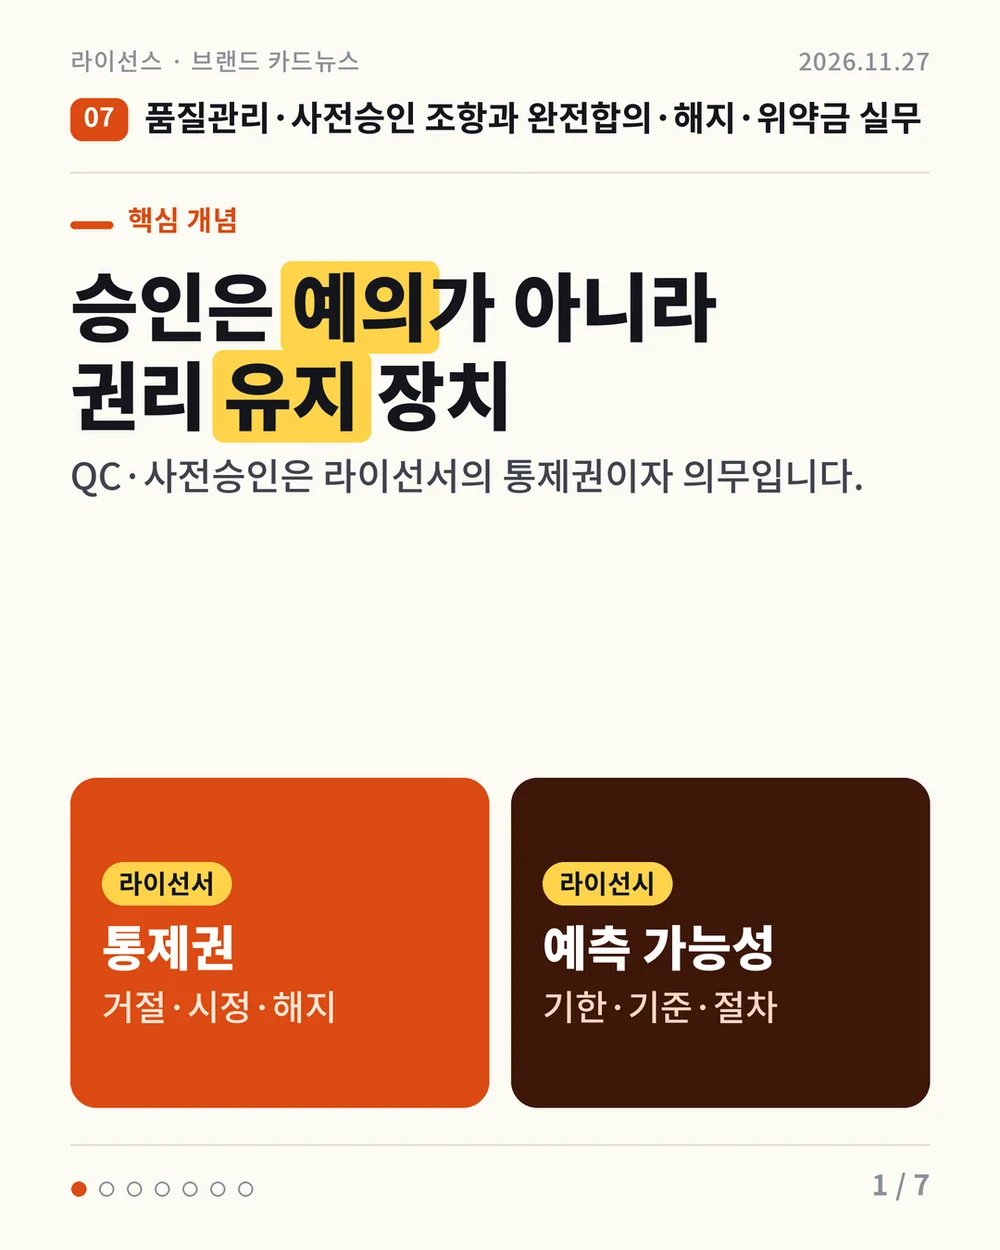 라이선스 · 브랜드 카드뉴스
2026.11.27
07 품질관리·사전승인 조항과 완전합의·해지·위약금 실무
핵심 개념
승인은 예의가 아니라
권리 유지 장치
QC·사전승인은 라이선서의 통제권이자 의무입니다.
라이선서
통제권
거절·시정·해지
라이선시
예측 가능성
기한·기준·절차
1 / 7